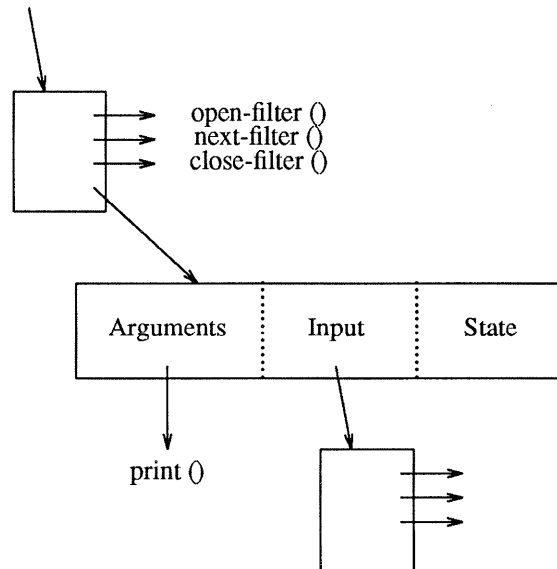 open-filter ()
next-filter ()
close-filter ()
Arguments
Input
State
print ()